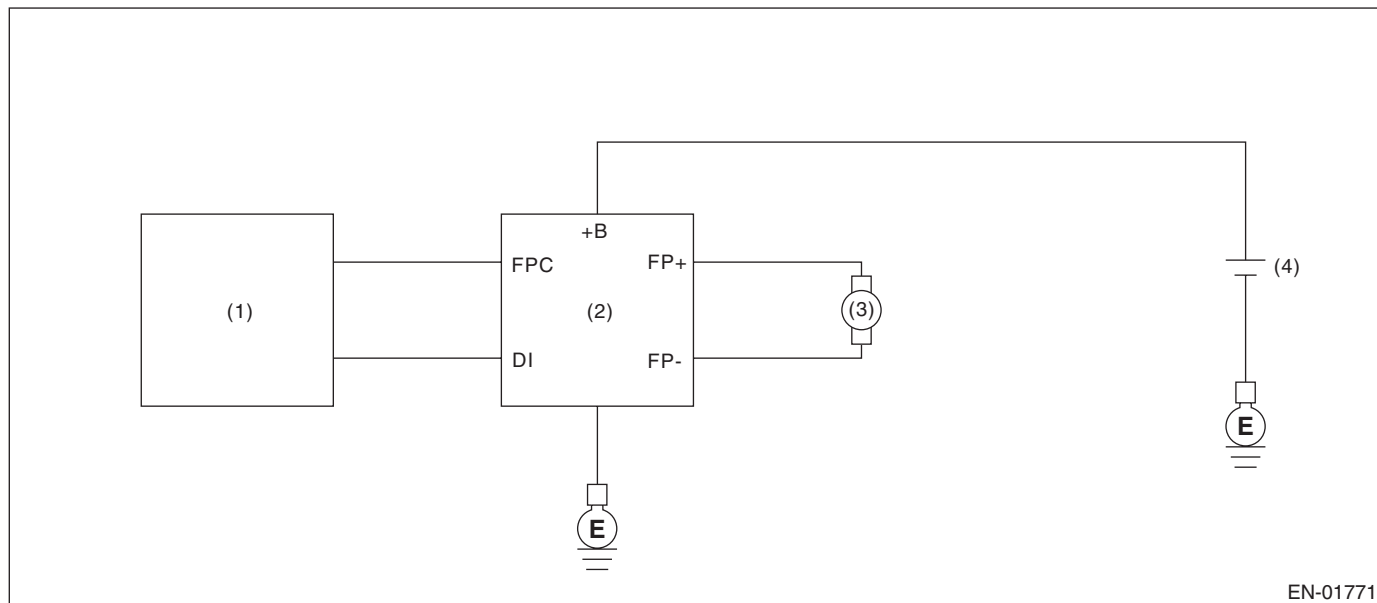 +B
(1)
FPC
DI
(2)
FP+
FP-
(3)
(4)
E
E
EN-01771